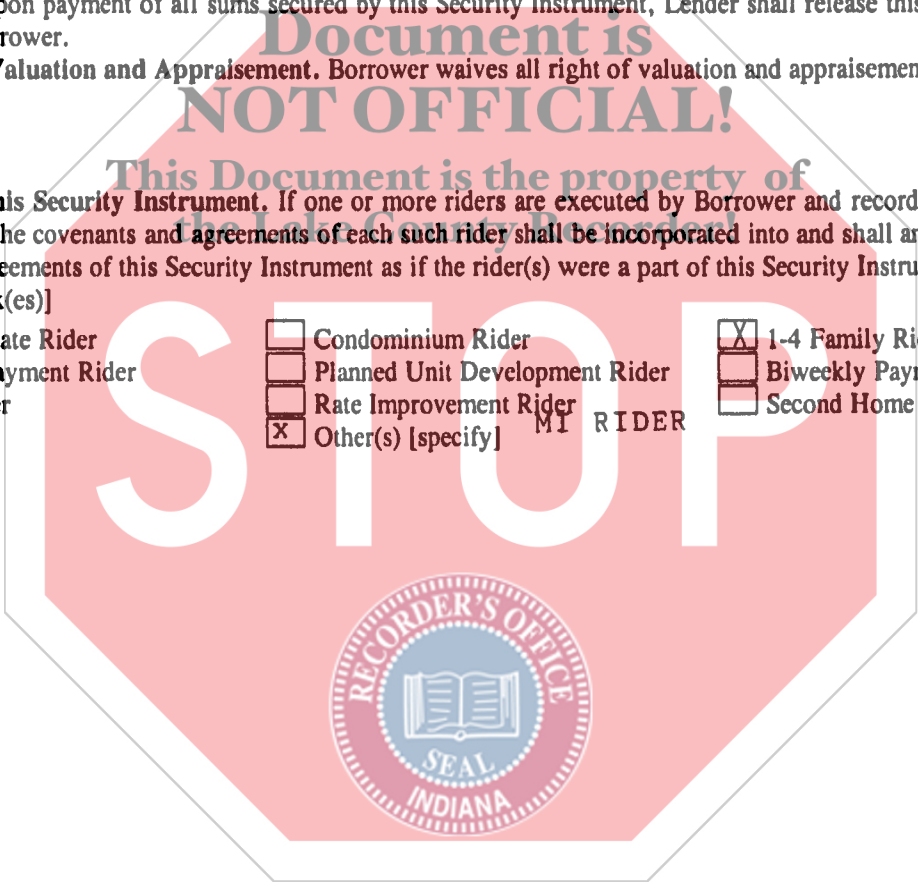 pon payment of all sums secured by this Security Instrument, Lender shall release this
rower.
Document is
Valuation and Appraisement. Borrower waives all right of valuation and appraisemen
NOT OFFICIAL!
This Document is the property of
his Security Instrument. If one or more riders are executed by Borrower and record
the Lake County Recorder!
he covenants and agreements of each such rider shall be incorporated into and shall a
eements of this Security Instrument as if the rider(s) were a part of this Security Instru
(es)]
ate Rider Condominium Rider X 1-4 Family Ri
ayment Rider Planned Unit Development Rider Biweekly Payr
r Rate Improvement Rider Second Home
x Other(s) [specify] MI RIDER
STOP
RECORDER'S OFFICE
SEAL
INDIANA